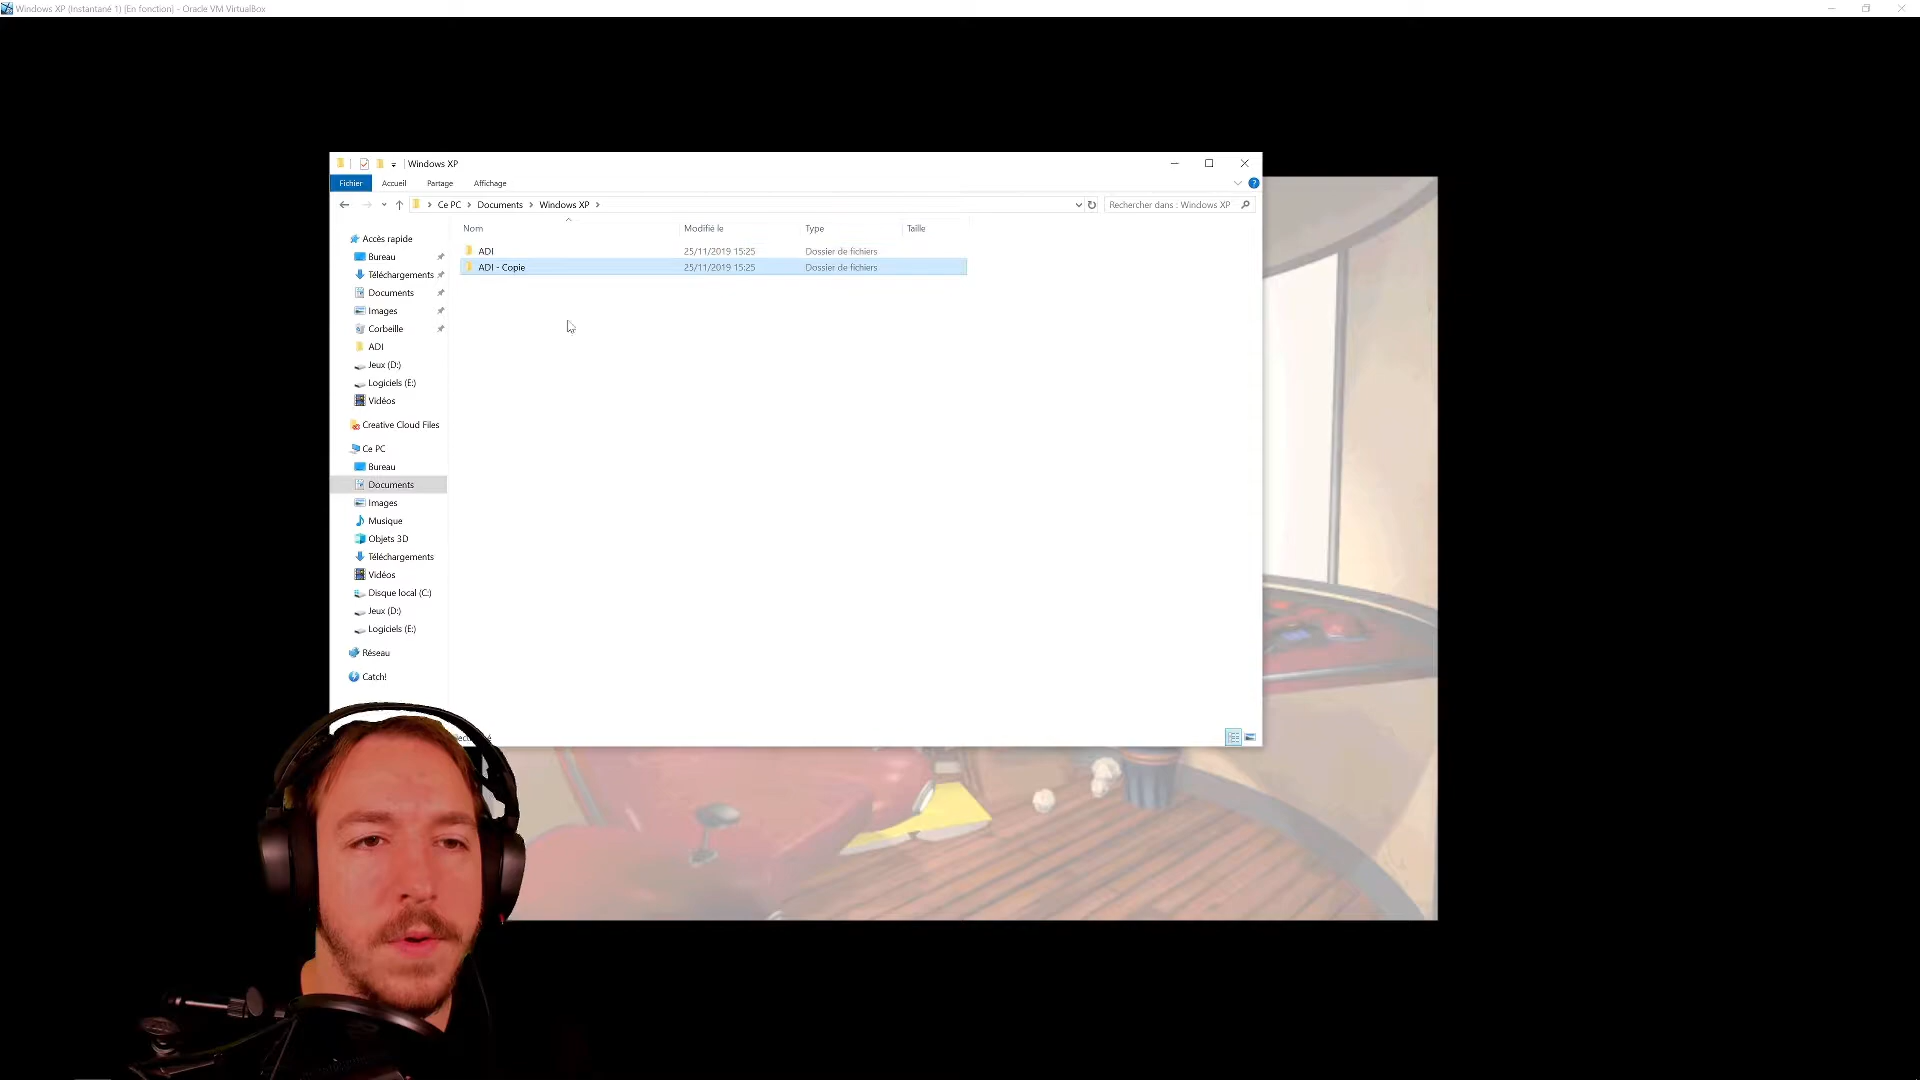 Windows XP (Instantané 1) [En fonction] - Oracle VM VirtualBox
Windows XP
Fichier
Accueil
Partage
Affichage
Ce PC > Documents > Windows XP >
Rechercher dans : Windows XP
Nom
Modifié le
Type
Taille
ADI
25/11/2019 15:25
Dossier de fichiers
ADI - Copie
25/11/2019 15:25
Dossier de fichiers
Accès rapide
Bureau
Téléchargements
Documents
Images
Corbeille
ADI
Jeux (D:)
Logiciels (E:)
Vidéos
Creative Cloud Files
Ce PC
Bureau
Documents
Images
Musique
Objets 3D
Téléchargements
Vidéos
Disque local (C:)
Jeux (D:)
Logiciels (E:)
Réseau
Catch!